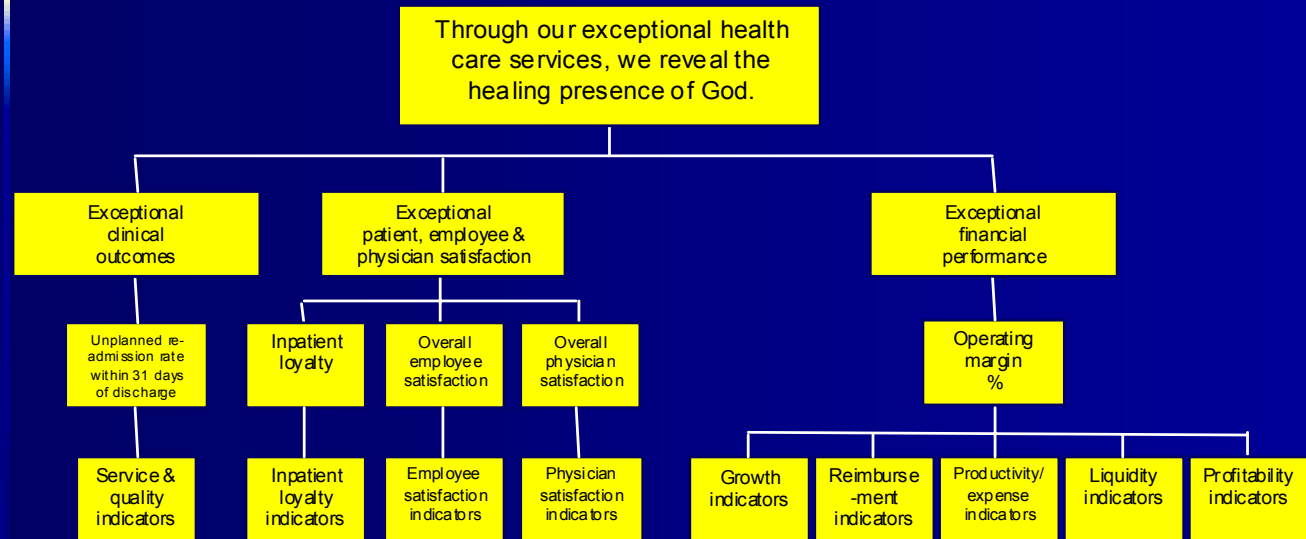 Through our exceptional health
care services, we reveal the
healing presence of God.
Exceptional
clinical
outcomes
Exceptional
patient, employee &
physician satisfaction
Exceptional
financial
performance
Unplanned re-
admission rate
within 31 days
of discharge
Inpatient
loyalty
Overall
employee
satisfaction
Overall
physician
satisfaction
Operating
margin
%
Service &
quality
indicators
Inpatient
loyalty
indicators
Employee
satisfaction
indicators
Physician
satisfaction
indicators
Growth
indicators
Reimburse
-ment
indicators
Productivity/
expense
indicators
Liquidity
indicators
Profitability
indicators